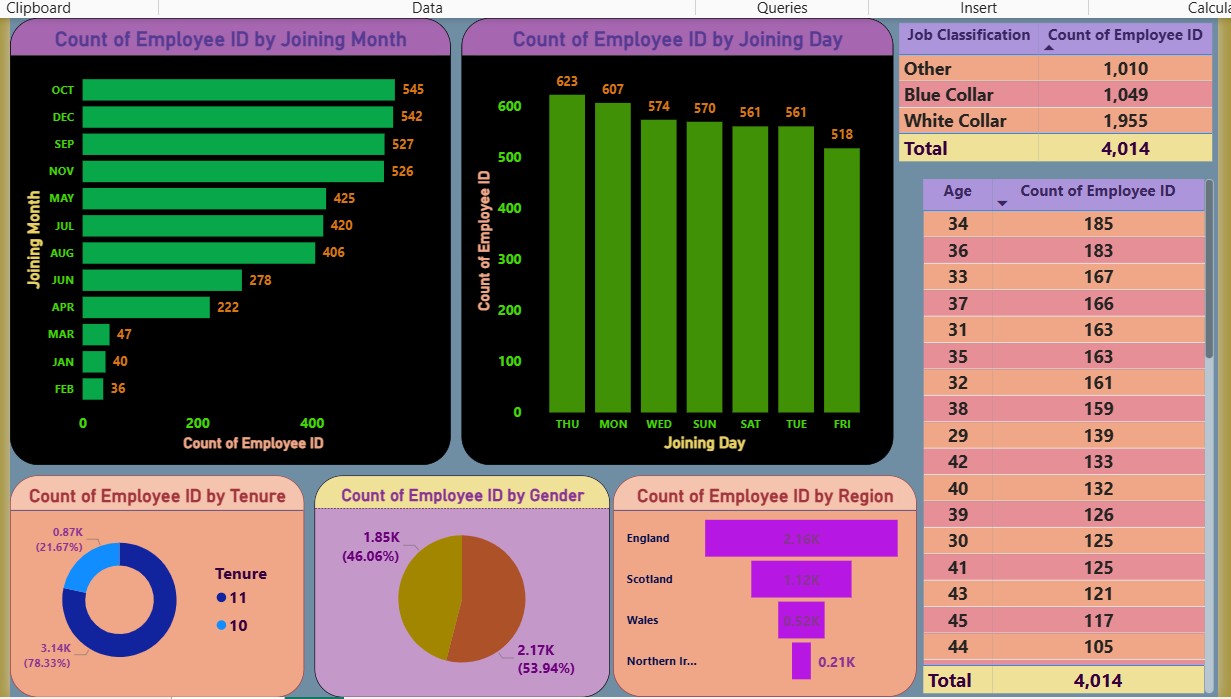 Clipboard Data Queries Insert Calcula
Count of Employee ID by Joining Month
OCT 545
DEC 542
SEP 527
NOV 526
MAY 425
JUL 420
AUG 406
JUN 278
APR 222
MAR 47
JAN 40
FEB 36
Joining Month
0 200 400
Count of Employee ID
Count of Employee ID by Joining Day
623 607 574 570 561 561 518
600
500
400
300
200
100
0
Count of Employee ID
THU MON WED SUN SAT TUE FRI
Joining Day
Job Classification Count of Employee ID
Other 1,010
Blue Collar 1,049
White Collar 1,955
Total 4,014
Age Count of Employee ID
34 185
36 183
33 167
37 166
31 163
35 163
32 161
38 159
29 139
42 133
40 132
39 126
30 125
41 125
43 121
45 117
44 105
Total 4,014
Count of Employee ID by Tenure
0.87K
(21.67%)
3.14K
(78.33%)
Tenure
11
10
Count of Employee ID by Gender
1.85K
(46.06%)
2.17K
(53.94%)
Count of Employee ID by Region
England 2.16K
Scotland 1.12K
Wales 0.52K
Northern Ir... 0.21K